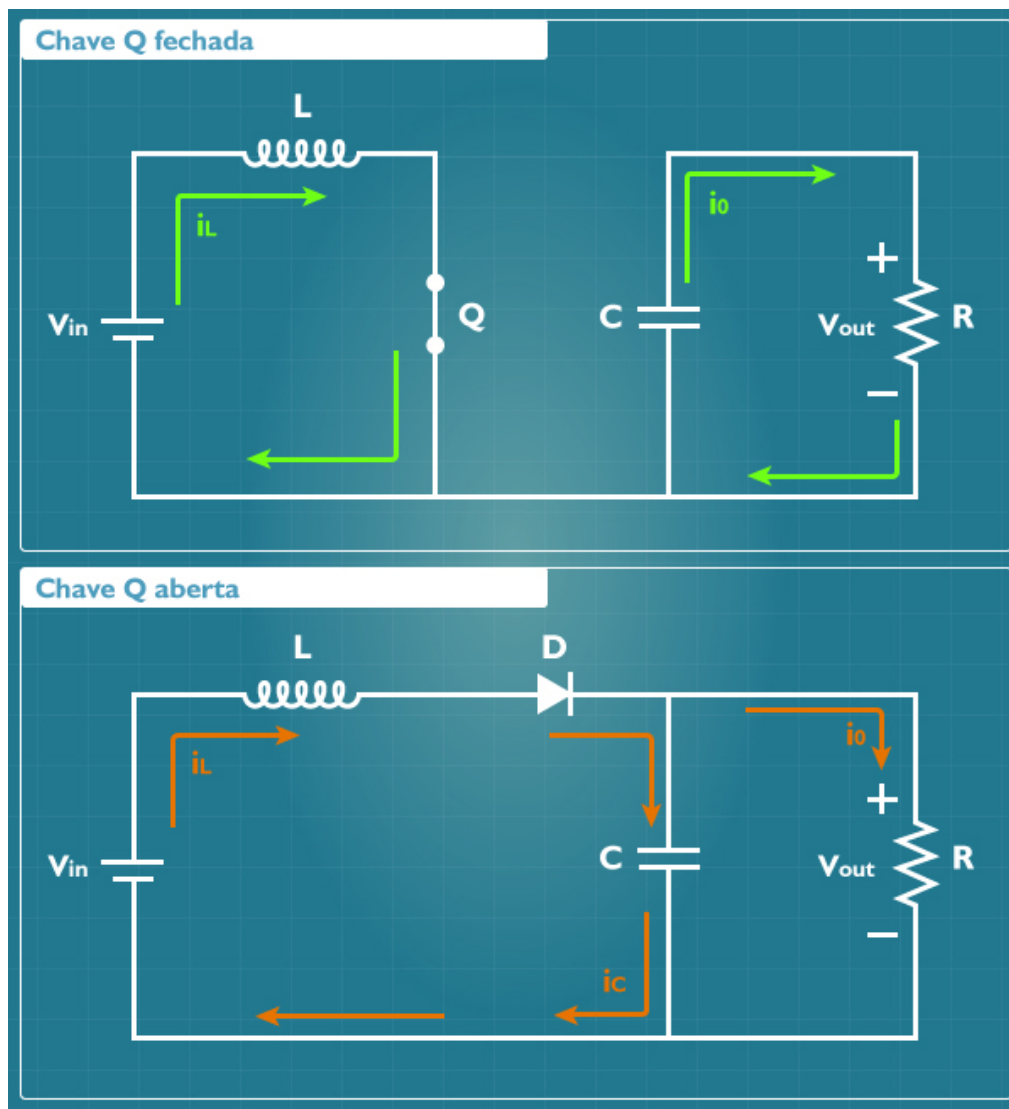 Chave Q fechada
L
iL
i0
+
Vin
Q
C
Vout
R
−
Chave Q aberta
L
D
iL
i0
+
Vin
C
Vout
R
−
iC